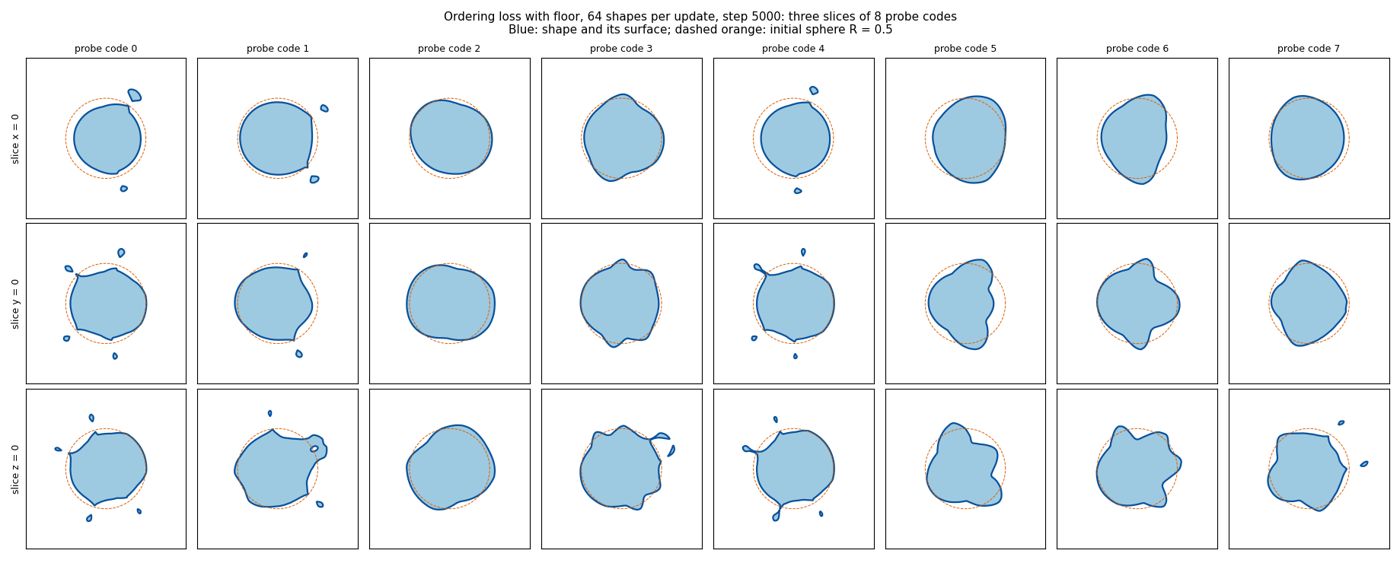 Ordering loss with floor, 64 shapes per update, step 5000: three slices of 8 probe codes
Blue: shape and its surface; dashed orange: initial sphere R = 0.5
probe code 0
probe code 1
probe code 2
probe code 3
probe code 4
probe code 5
probe code 6
probe code 7
slice x = 0
slice y = 0
slice z = 0